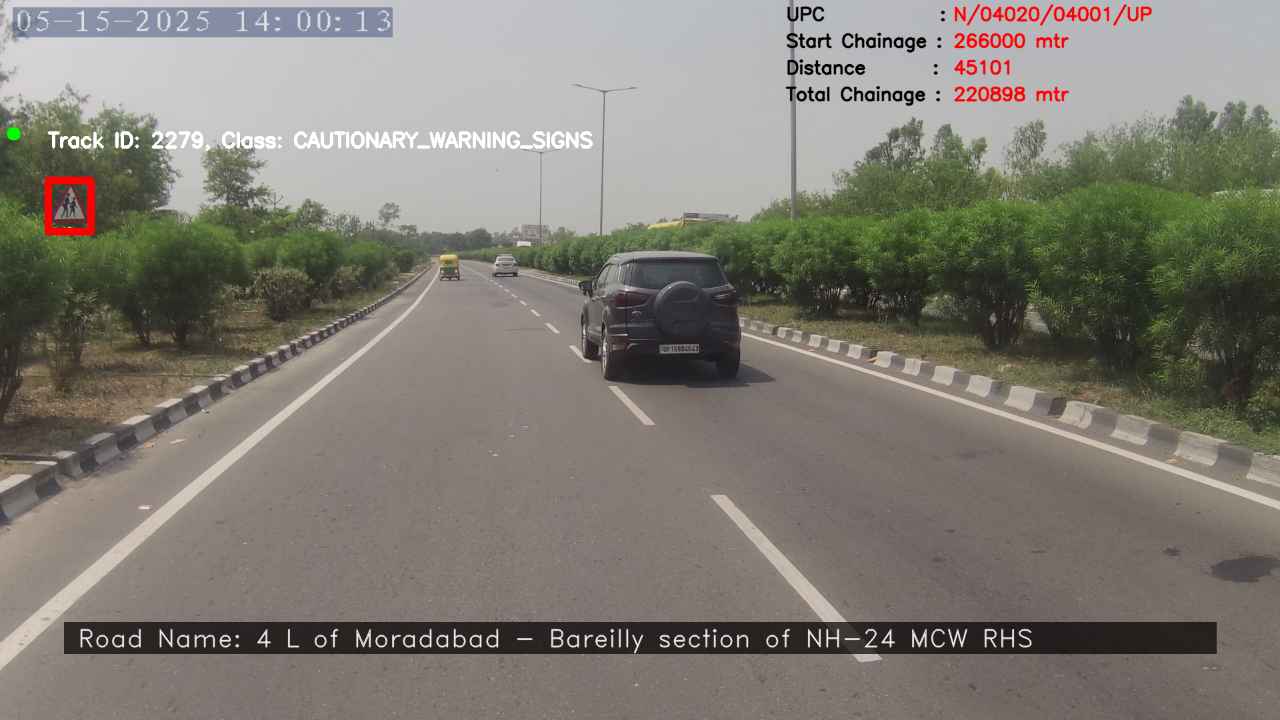 05-15-2025 14:00:13
UPC : N/04020/04001/UP
Start Chainage : 266000 mtr
Distance : 45101
Total Chainage : 220898 mtr
Track ID: 2279, Class: CAUTIONARY_WARNING_SIGNS
Road Name: 4 L of Moradabad - Bareilly section of NH-24 MCW RHS